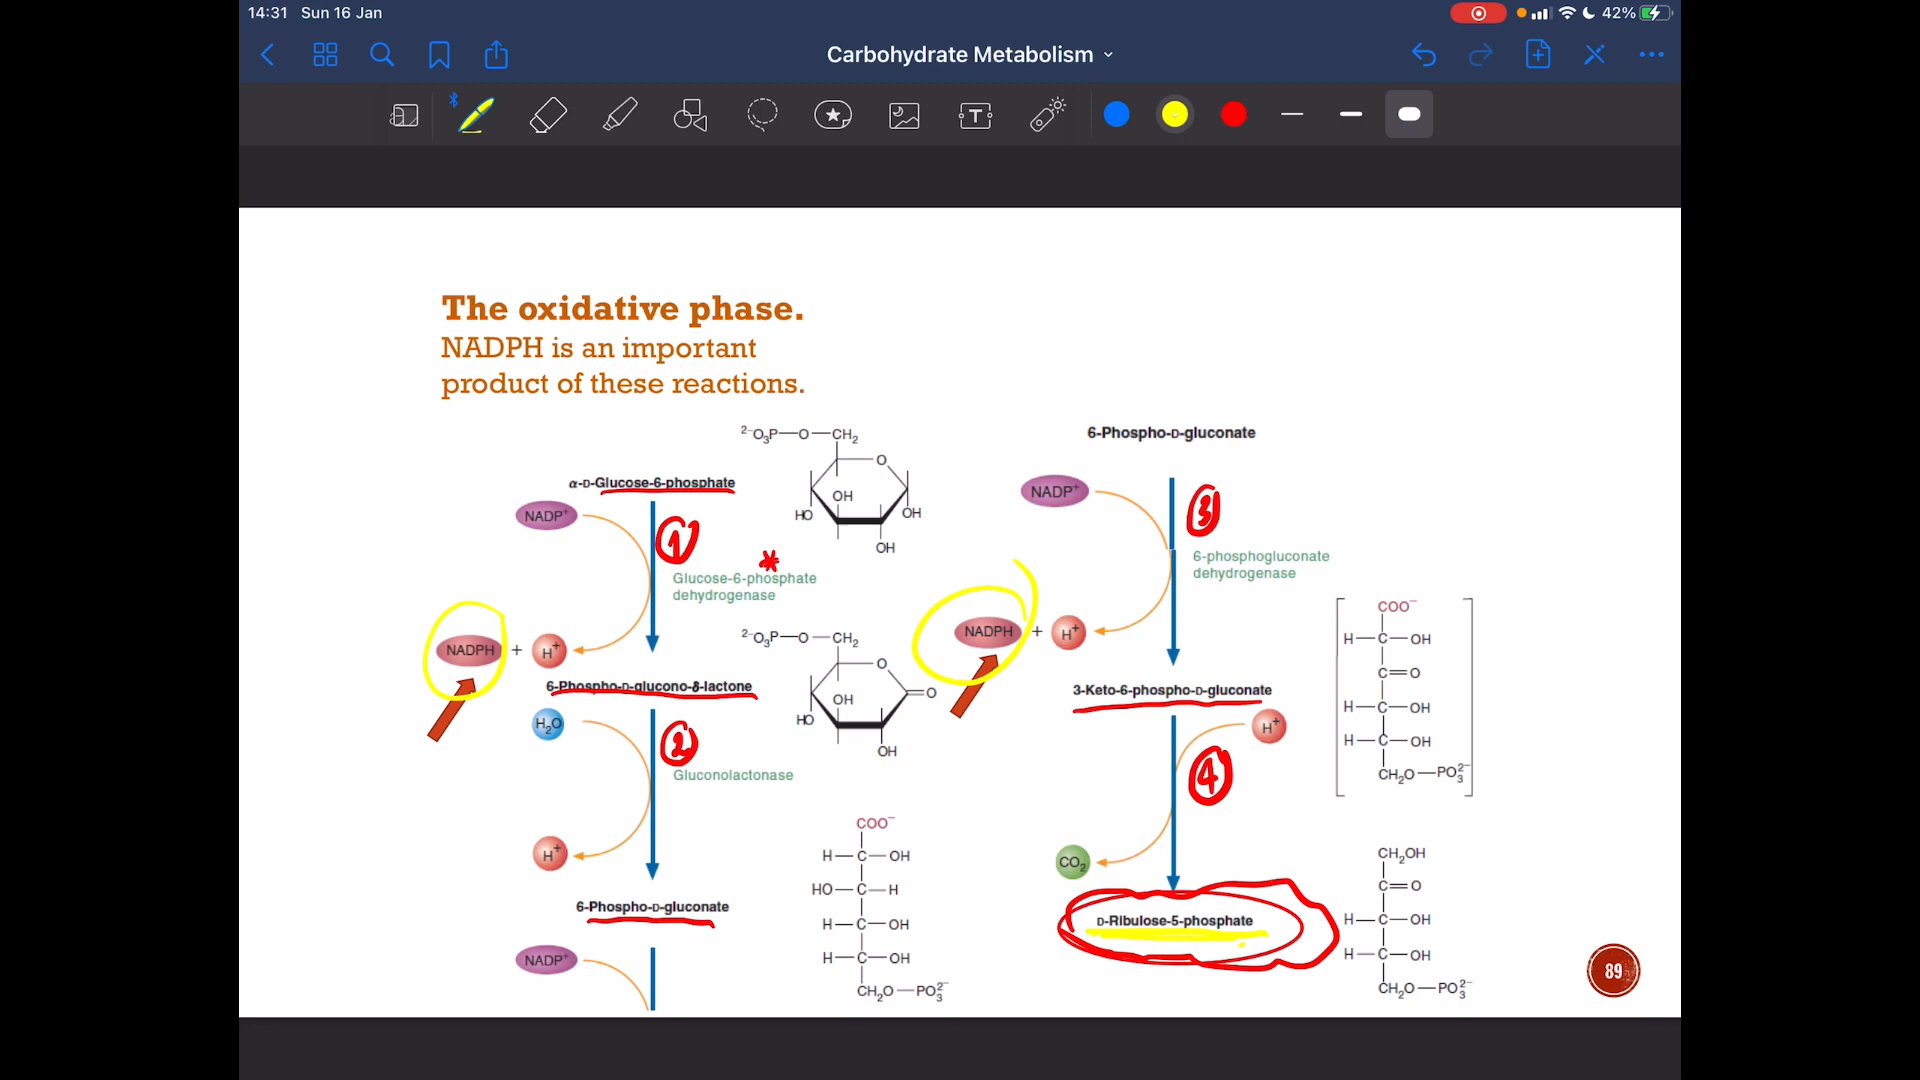 14:31 Sun 16 Jan
42%
Carbohydrate Metabolism
T
The oxidative phase.
NADPH is an important
product of these reactions.
α-D-Glucose-6-phosphate
NADP⁺
1
*
Glucose-6-phosphate
dehydrogenase
NADPH + H⁺
6-Phospho-D-glucono-δ-lactone
H₂O
2
Gluconolactonase
H⁺
6-Phospho-D-gluconate
NADP⁺
²⁻O₃P—O—CH₂
O
OH
HO
OH
OH
²⁻O₃P—O—CH₂
O
OH
O
HO
OH
COO⁻
H—C—OH
HO—C—H
H—C—OH
H—C—OH
CH₂O—PO₃²⁻
6-Phospho-D-gluconate
NADP⁺
3
6-phosphogluconate
dehydrogenase
NADPH + H⁺
3-Keto-6-phospho-D-gluconate
H⁺
4
CO₂
D-Ribulose-5-phosphate
COO⁻
H—C—OH
C=O
H—C—OH
H—C—OH
CH₂O—PO₃²⁻
CH₂OH
C=O
H—C—OH
H—C—OH
CH₂O—PO₃²⁻
89